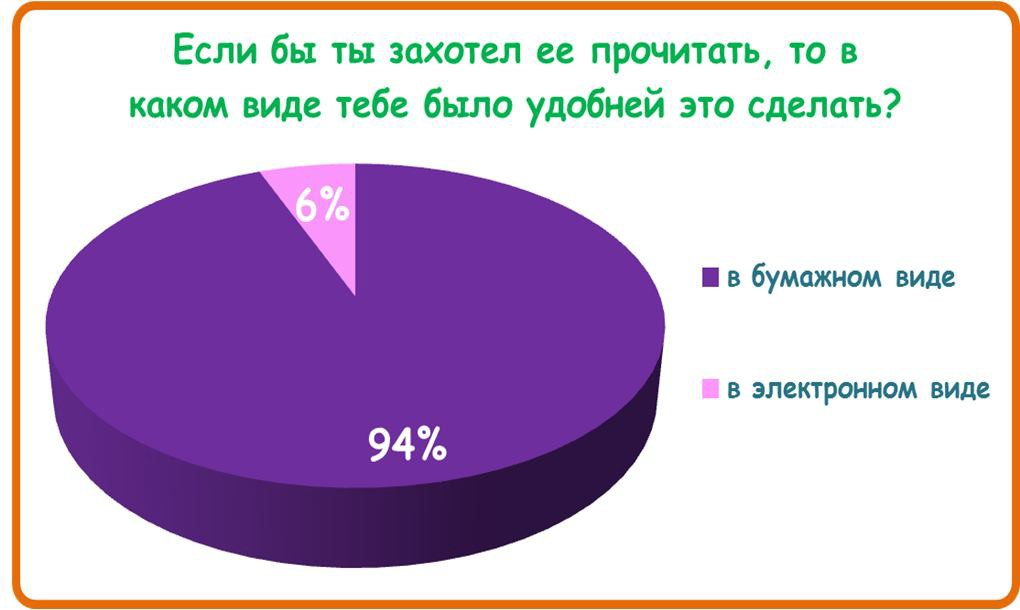 Если бы ты захотел ее прочитать, то в
каком виде тебе было удобней это сделать?
6%
в бумажном виде
в электронном виде
94%